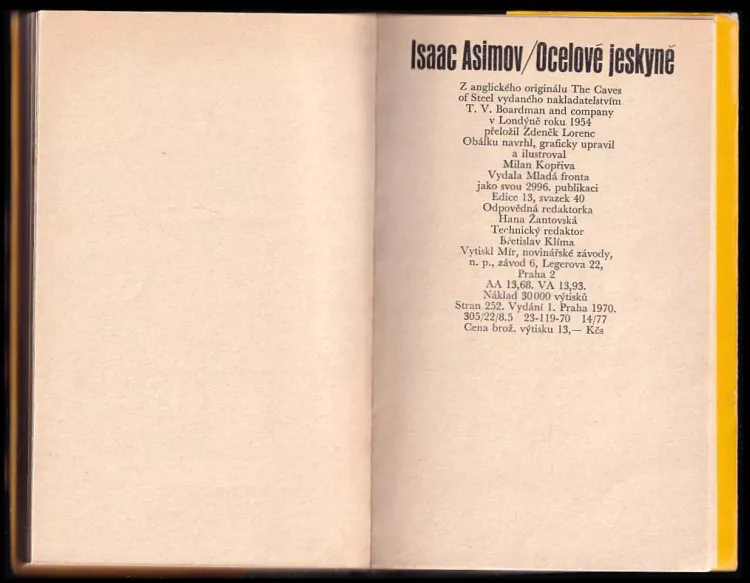 Isaac Asimov/Ocelové jeskyně
Z anglického originálu The Caves
of Steel vydaného nakladatelstvím
T. V. Boardman and company
v Londýně roku 1954
přeložil Zdeněk Lorenc
Obálku navrhl, graficky upravil
a ilustroval
Milan Kopřiva
Vydala Mladá fronta
jako svou 2996. publikaci
Edice 13, svazek 40
Odpovědná redaktorka
Hana Žantovská
Technický redaktor
Břetislav Klíma
Vytiskl Mír, novinářské závody,
n. p., závod 6, Legerova 22,
Praha 2
AA 13,68. VA 13,93.
Náklad 30 000 výtisků
Stran 252. Vydání 1. Praha 1970.
305/22/8.5 23-119-70 14/77
Cena brož. výtisku 13,— Kčs